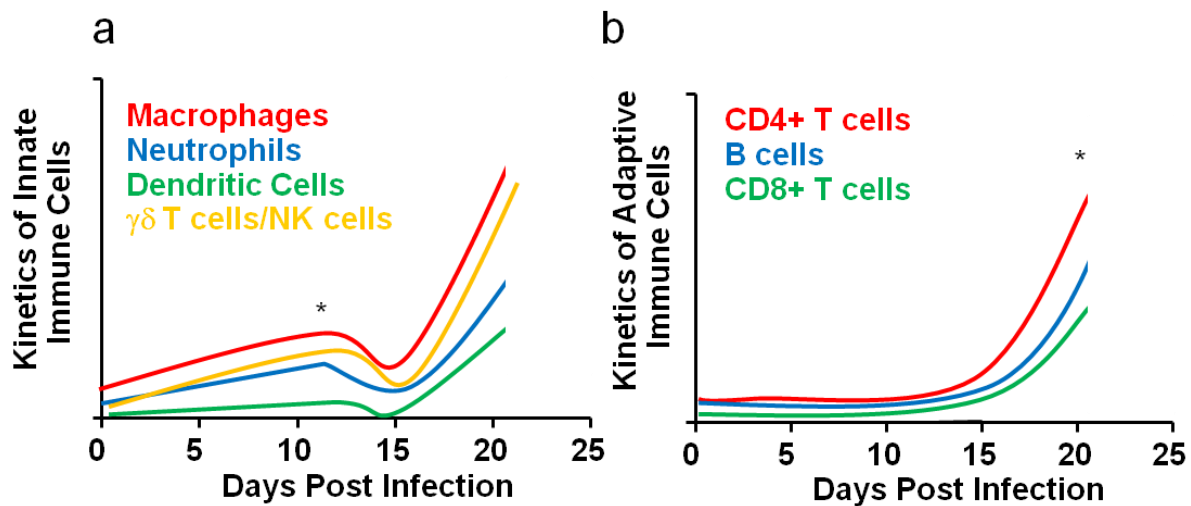 a
Kinetics of Innate
Immune Cells
Macrophages
Neutrophils
Dendritic Cells
γδ T cells/NK cells
*
0 5 10 15 20 25
Days Post Infection
b
Kinetics of Adaptive
Immune Cells
CD4+ T cells
B cells
CD8+ T cells
*
0 5 10 15 20 25
Days Post Infection